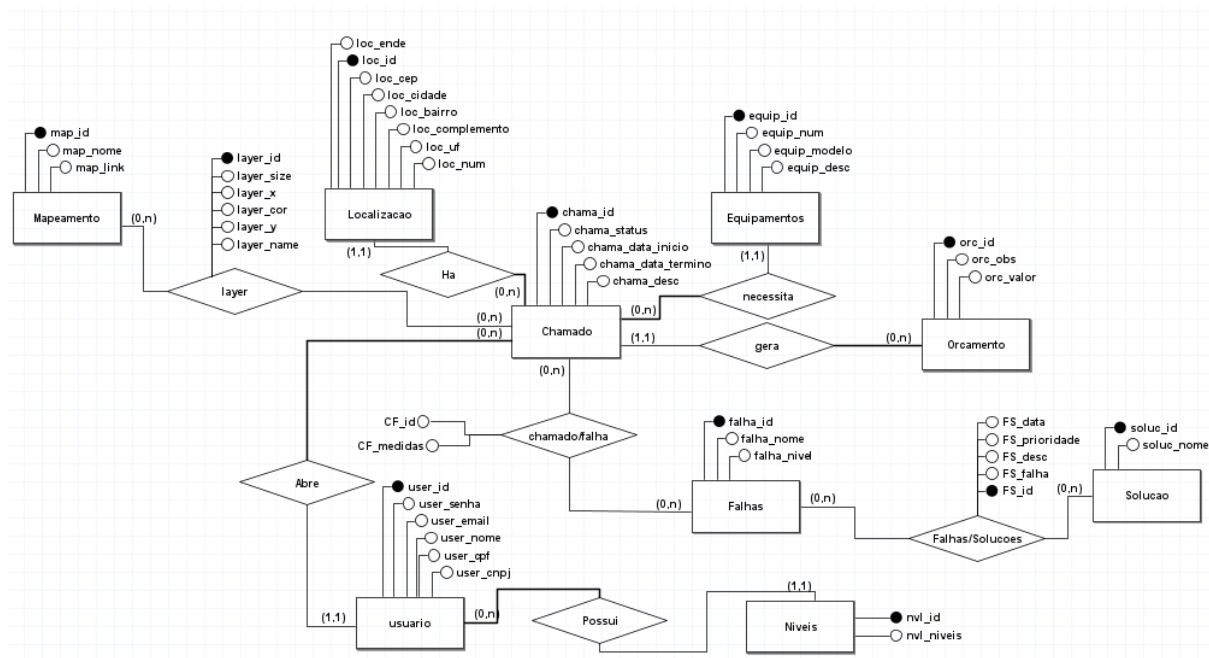 loc_ende
loc_id
loc_cep
loc_cidade
loc_bairro
loc_complemento
loc_uf
loc_num
Localizacao
(1,1)
map_id
map_nome
map_link
Mapeamento
(0,n)
layer_id
layer_size
layer_x
layer_cor
layer_y
layer_name
layer
Ha
(0,n)
chama_id
chama_status
chama_data_inicio
chama_data_termino
chama_desc
Chamado
(0,n)
(0,n)
(0,n)
(1,1)
(0,n)
equip_id
equip_num
equip_modelo
equip_desc
Equipamentos
(1,1)
necessita
gera
orc_id
orc_obs
orc_valor
Orcamento
(0,n)
CF_id
CF_medidas
chamado/falha
falha_id
falha_nome
falha_nivel
Falhas
(0,n)
(0,n)
FS_data
FS_prioridade
FS_desc
FS_falha
FS_id
Falhas/Solucoes
soluc_id
soluc_nome
Solucao
(0,n)
Abre
user_id
user_senha
user_email
user_nome
user_cpf
user_cnpj
usuario
(1,1)
(0,n)
Possui
(1,1)
Niveis
nvl_id
nvl_niveis